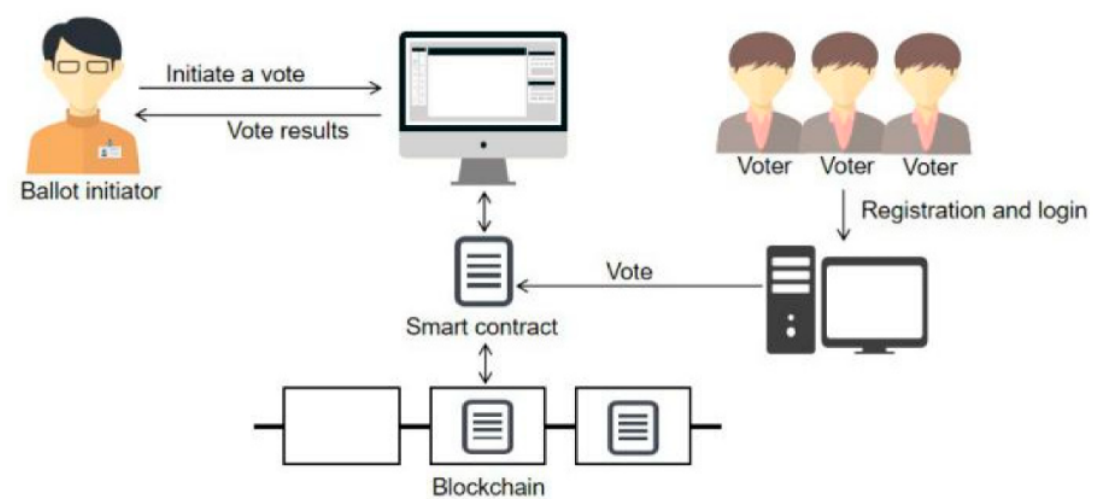 Initiate a vote
Vote results
Ballot initiator
Voter Voter Voter
Registration and login
Vote
Smart contract
Blockchain